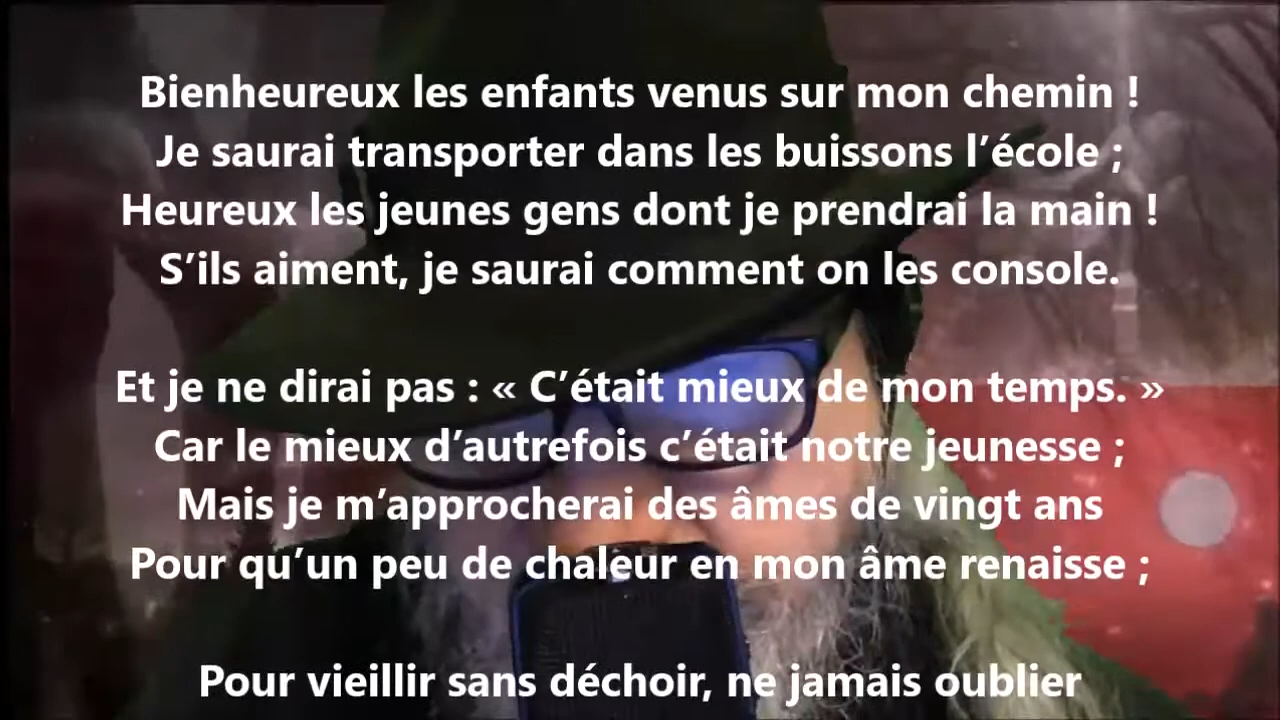 Bienheureux les enfants venus sur mon chemin !
Je saurai transporter dans les buissons l’école ;
Heureux les jeunes gens dont je prendrai la main !
S’ils aiment, je saurai comment on les console.
Et je ne dirai pas : « C’était mieux de mon temps. »
Car le mieux d’autrefois c’était notre jeunesse ;
Mais je m’approcherai des âmes de vingt ans
Pour qu’un peu de chaleur en mon âme renaisse ;
Pour vieillir sans déchoir, ne jamais oublier